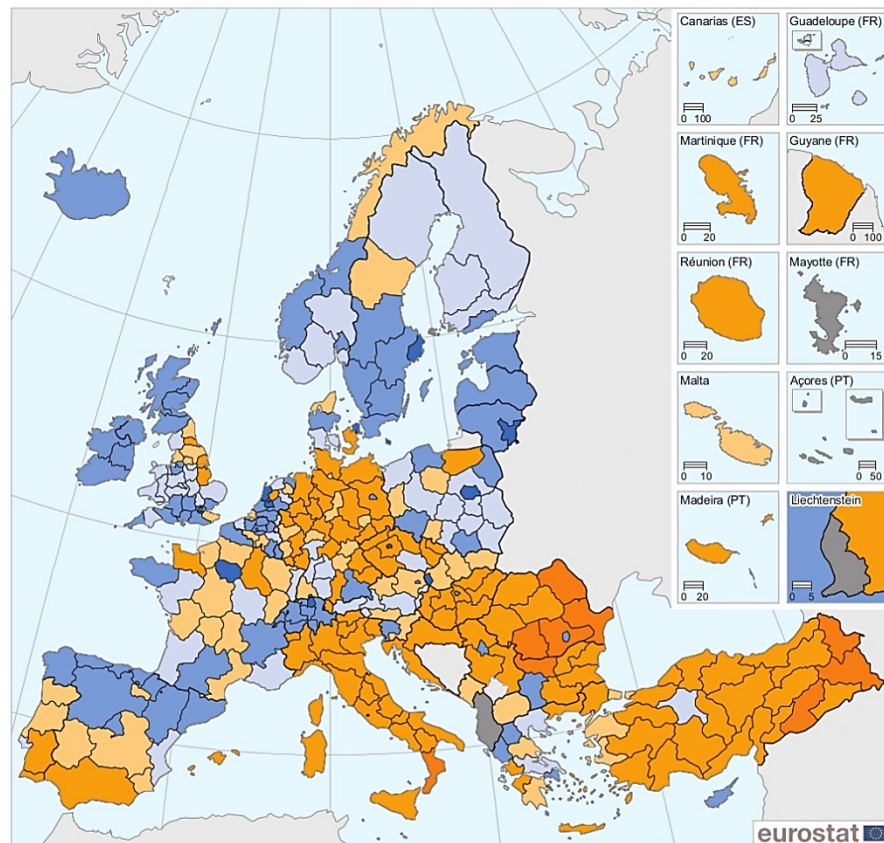 Canarias (ES)
0 100
Guadeloupe (FR)
0 25
Martinique (FR)
0 20
Guyane (FR)
0 100
Réunion (FR)
0 20
Mayotte (FR)
0 15
Malta
0 10
Açores (PT)
0 50
Madeira (PT)
0 20
Liechtenstein
0 5
eurostat